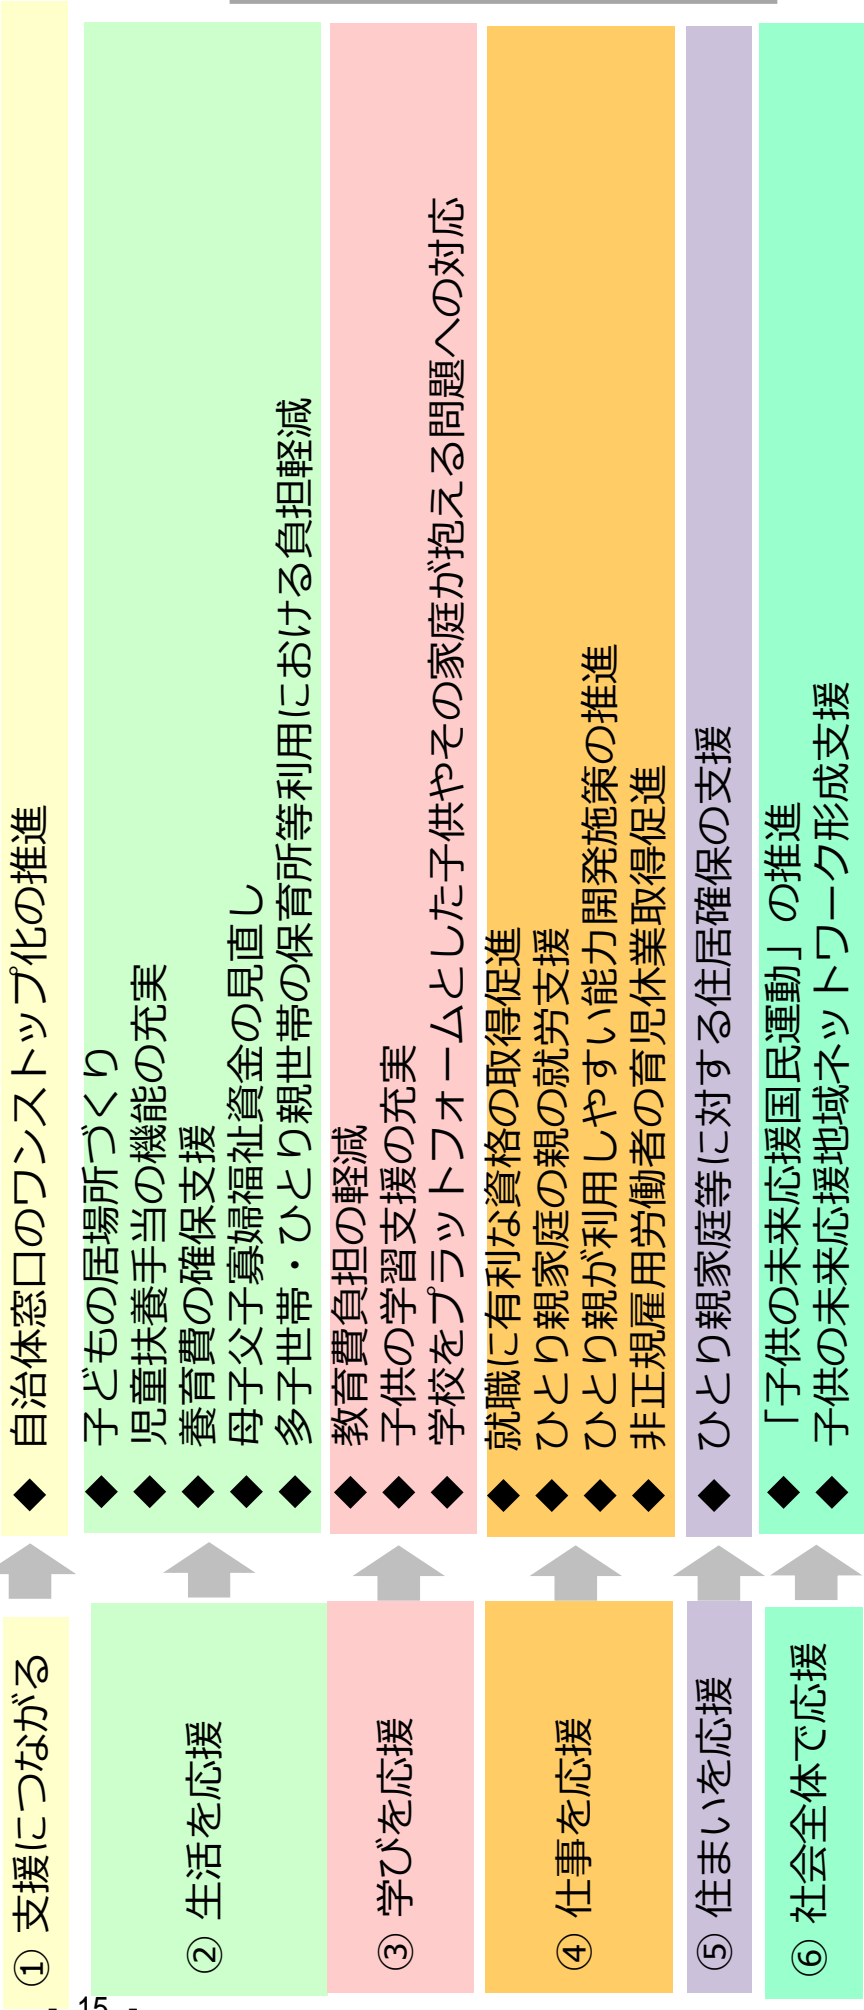 ① 支援につながる
◆ 自治体窓口のワンストップ化の推進
② 生活を応援
◆ 子どもの居場所づくり
◆ 児童扶養手当の機能の充実
◆ 養育費の確保支援
◆ 母子父子寡婦福祉資金の見直し
◆ 多子世帯・ひとり親世帯の保育所等利用における負担軽減
③ 学びを応援
◆ 教育費負担の軽減
◆ 子供の学習支援の充実
◆ 学校をプラットフォームとした子供やその家庭が抱える問題への対応
④ 仕事を応援
◆ 就職に有利な資格の取得促進
◆ ひとり親家庭の親の就労支援
◆ ひとり親が利用しやすい能力開発施策の推進
◆ 非正規雇用労働者の育児休業取得促進
⑤ 住まいを応援
◆ ひとり親家庭等に対する住居確保の支援
⑥ 社会全体で応援
◆ 「子供の未来応援国民運動」の推進
◆ 子供の未来応援地域ネットワーク形成支援
- 15 -